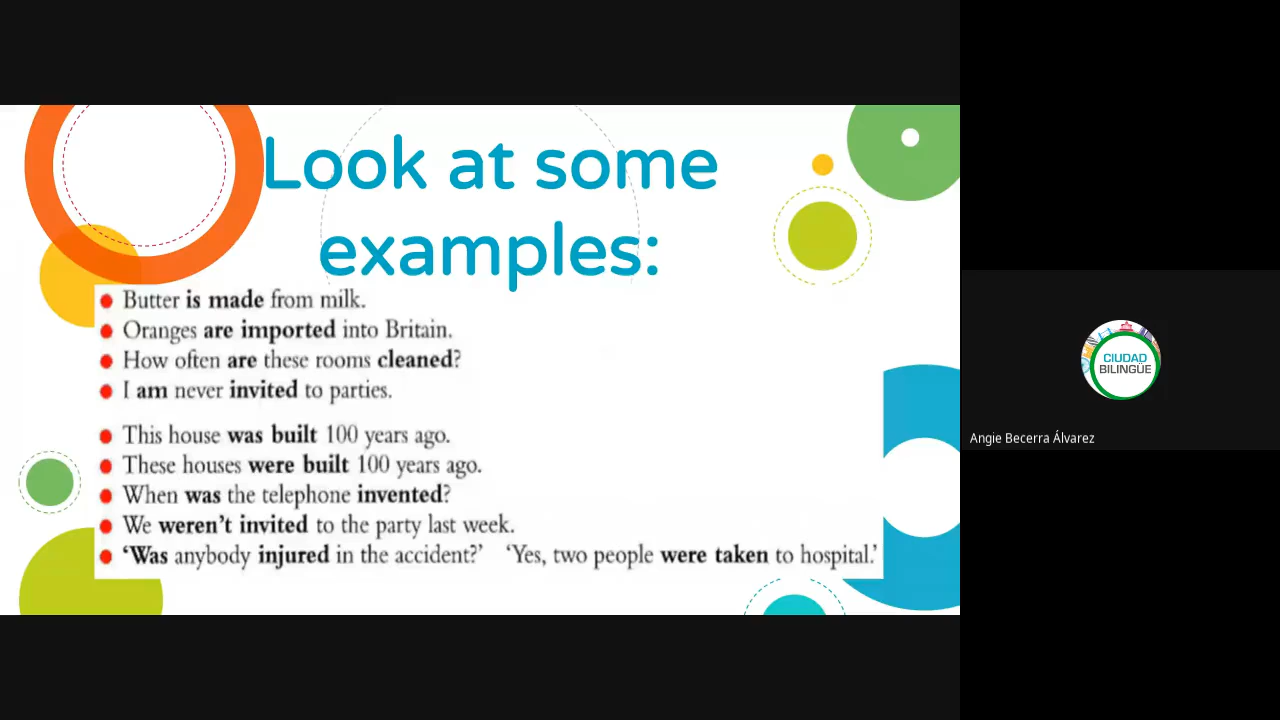 Look at some
examples:
Butter is made from milk.
Oranges are imported into Britain.
How often are these rooms cleaned?
I am never invited to parties.
This house was built 100 years ago.
These houses were built 100 years ago.
When was the telephone invented?
We weren't invited to the party last week.
‘Was anybody injured in the accident?’ ‘Yes, two people were taken to hospital.’
CIUDAD
BILINGÜE
Angie Becerra Álvarez